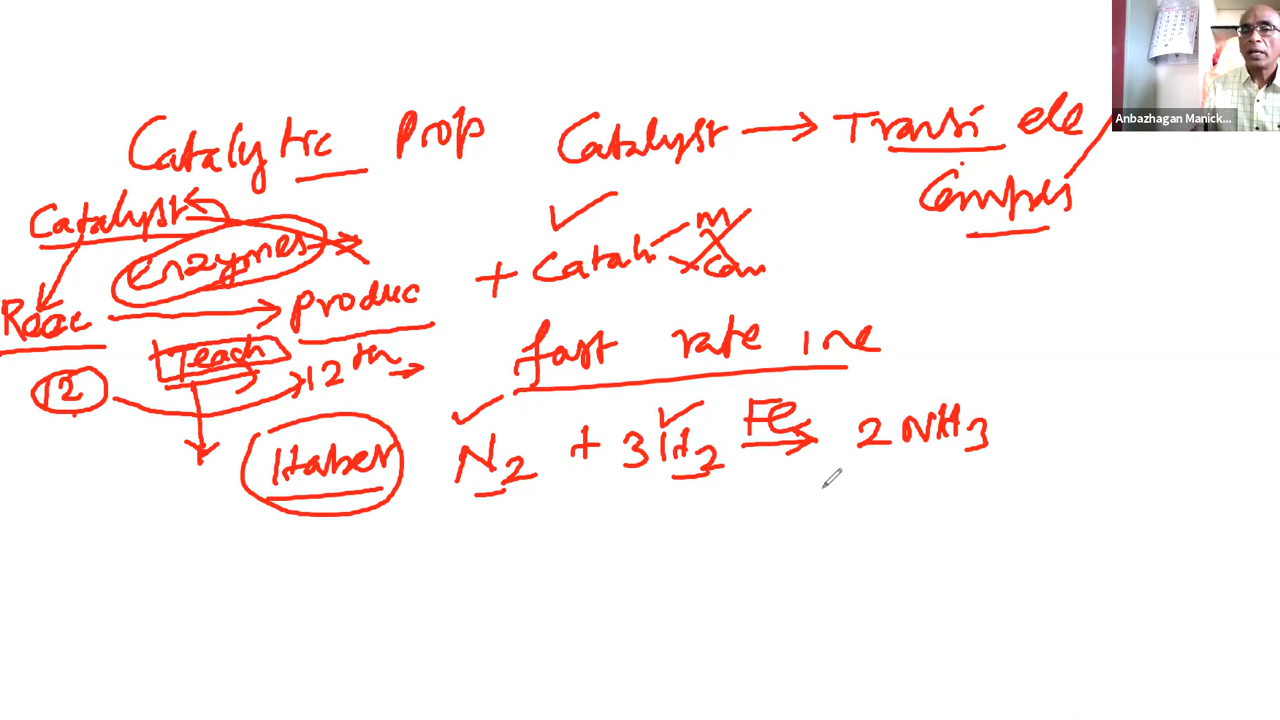 Catalytic Prop Catalyst → Transi ele
Compds
Catalyst
enzymes
+ Catal
Reac → Produc
fast rate inc
Teach
12 → 12th →
Haber N2 + 3H2 Fe → 2NH3
Anbazhagan Manick...